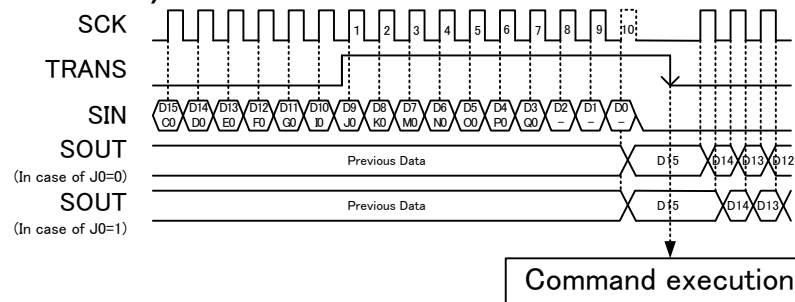 )
SCK 1 2 3 4 5 6 7 8 9 10
TRANS
SIN D15 D14 D13 D12 D11 D10 D9 D8 D7 D6 D5 D4 D3 D2 D1 D0
C0 D0 E0 F0 G0 I0 J0 K0 M0 N0 O0 P0 Q0 - - -
SOUT Previous Data D15 D14 D13 D12
(In case of J0=0)
SOUT Previous Data D15 D14 D13
(In case of J0=1)
Command execution